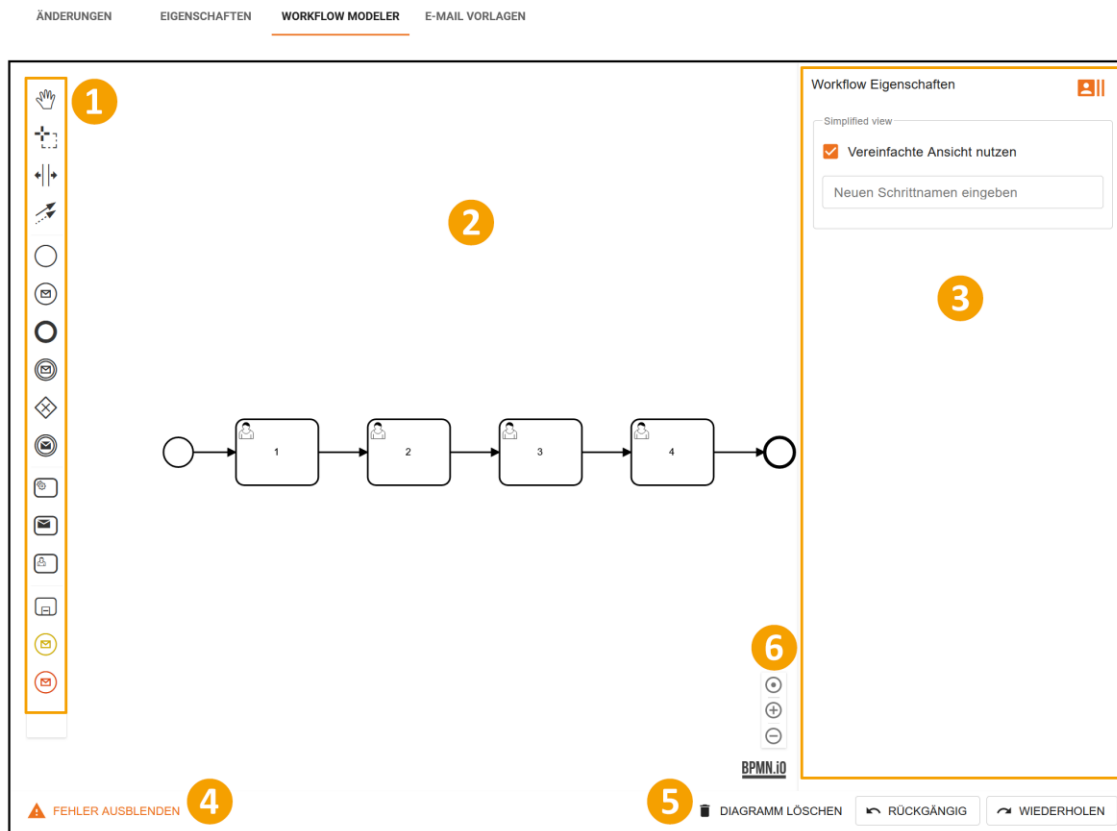 ÄNDERUNGEN EIGENSCHAFTEN WORKFLOW MODELER E-MAIL VORLAGEN
1
Workflow Eigenschaften
Simplified view
Vereinfachte Ansicht nutzen
Neuen Schrittnamen eingeben
2
3
1 2 3 4
6
BPMN.iO
FEHLER AUSBLENDEN 4 5 DIAGRAMM LÖSCHEN RÜCKGÄNGIG WIEDERHOLEN